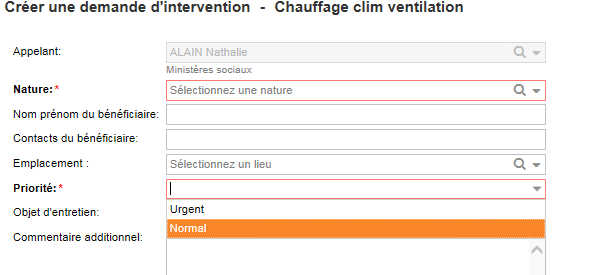 Créer une demande d'intervention - Chauffage clim ventilation
Appelant: ALAIN Nathalie
Ministères sociaux
Nature: * Sélectionnez une nature
Nom prénom du bénéficiaire:
Contacts du bénéficiaire:
Emplacement : Sélectionnez un lieu
Priorité: *
Objet d'entretien: Urgent
Normal
Commentaire additionnel: